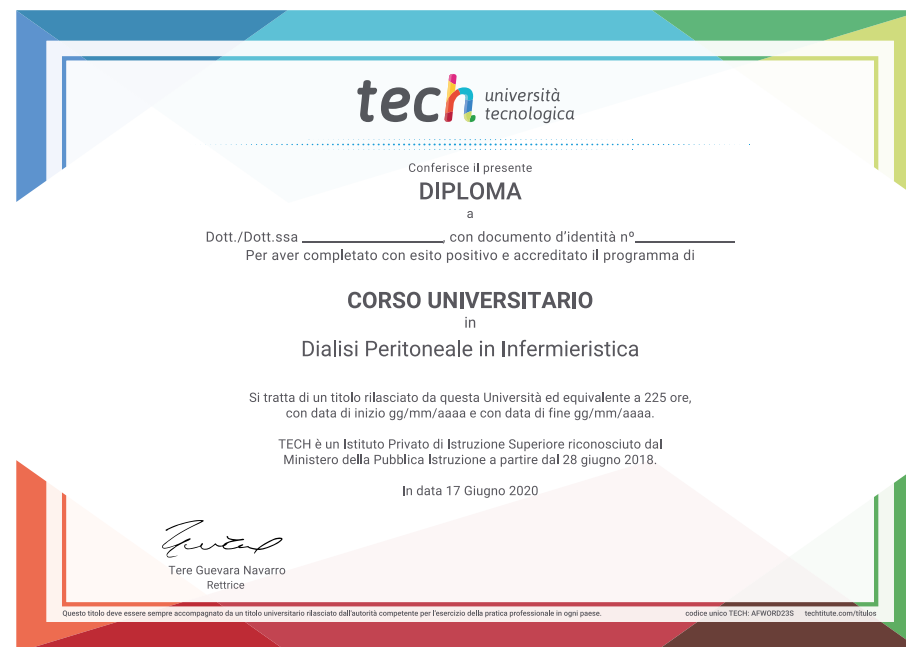 tech università
tecnologica
Conferisce il presente
DIPLOMA
a
Dott./Dott.ssa ____________________, con documento d'identità nº______________
Per aver completato con esito positivo e accreditato il programma di
CORSO UNIVERSITARIO
in
Dialisi Peritoneale in Infermieristica
Si tratta di un titolo rilasciato da questa Università ed equivalente a 225 ore,
con data di inizio gg/mm/aaaa e con data di fine gg/mm/aaaa.
TECH è un Istituto Privato di Istruzione Superiore riconosciuto dal
Ministero della Pubblica Istruzione a partire dal 28 giugno 2018.
In data 17 Giugno 2020
Tere Guevara Navarro
Rettrice
Questo titolo deve essere sempre accompagnato da un titolo universitario rilasciato dall'autorità competente per l'esercizio della pratica professionale in ogni paese. codice unico TECH: AFWORD23S techtitute.com/titulos